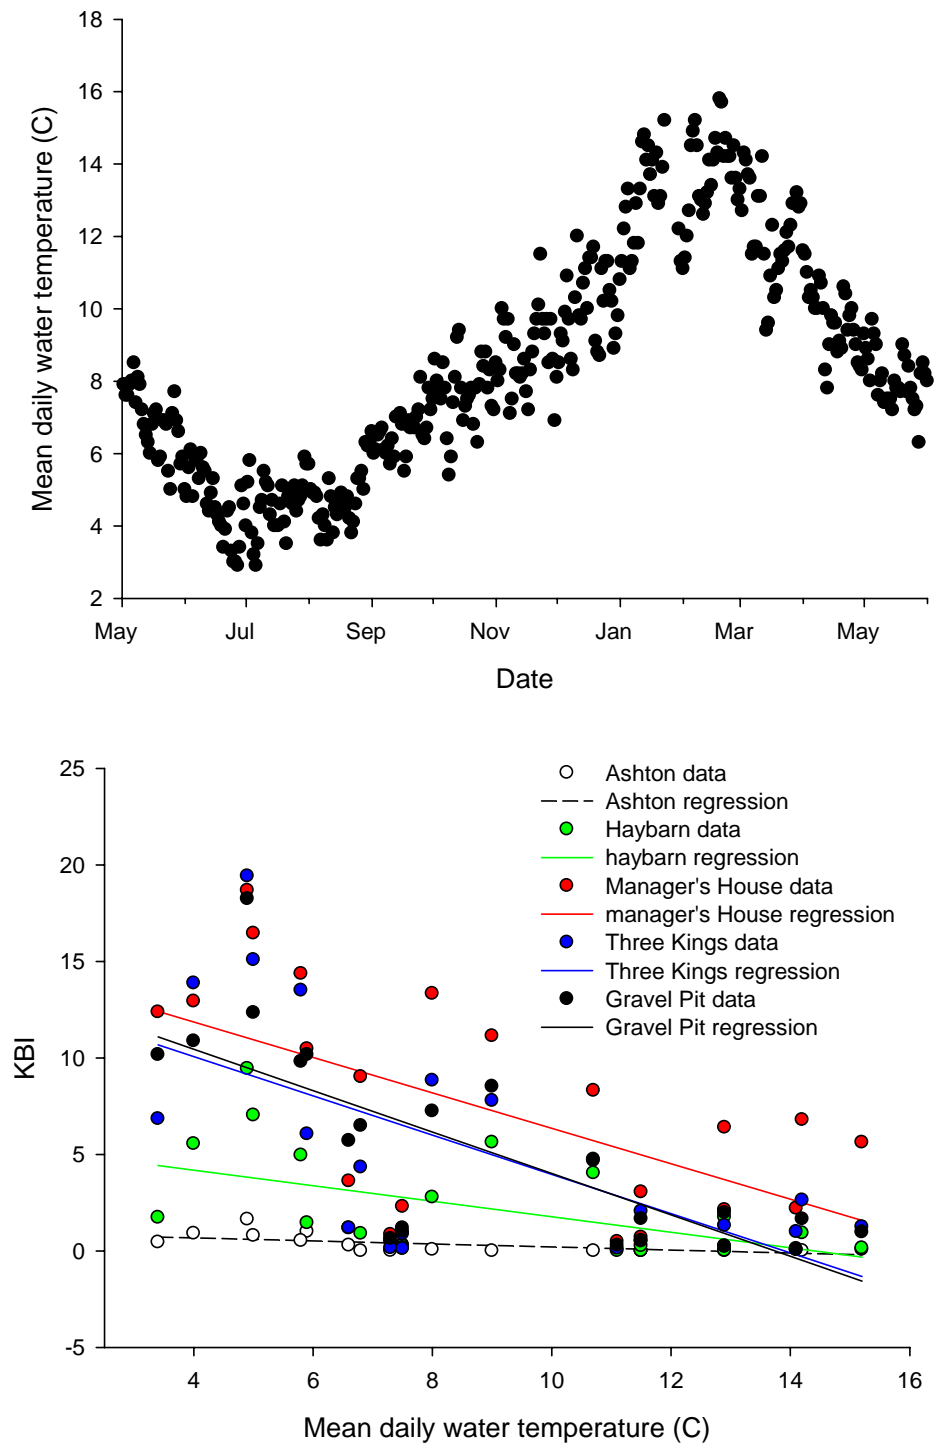 18
16
14
12
10
8
6
4
2
Mean daily water temperature (C)
May Jul Sep Nov Jan Mar May
Date
25
20
15
10
5
0
-5
KBI
Ashton data
Ashton regression
Haybarn data
haybarn regression
Manager's House data
manager's House regression
Three Kings data
Three Kings regression
Gravel Pit data
Gravel Pit regression
4 6 8 10 12 14 16
Mean daily water temperature (C)